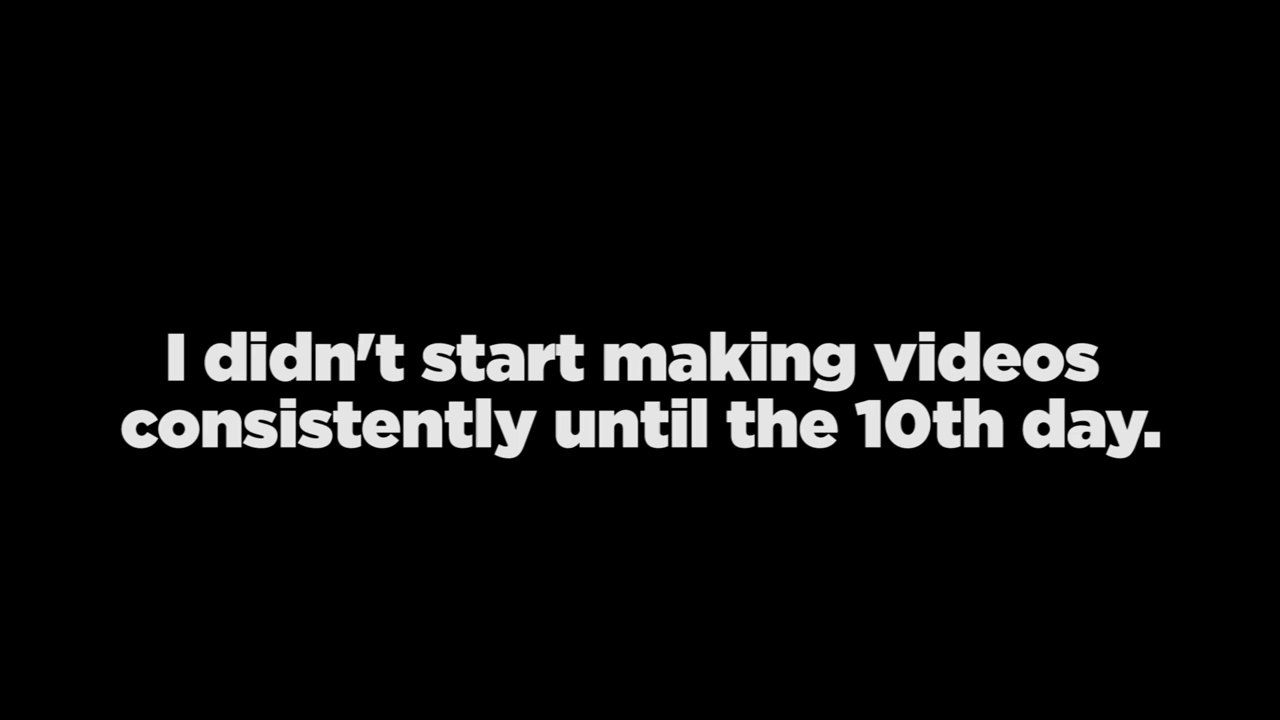 I didn't start making videos
consistently until the 10th day.